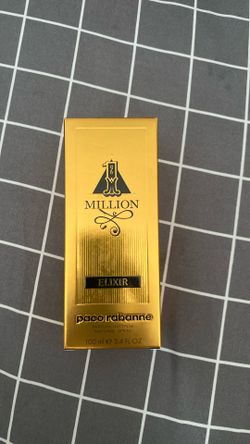 1
MILLION
ELIXIR
paco rabanne
100 ml e 3.4 FL OZ